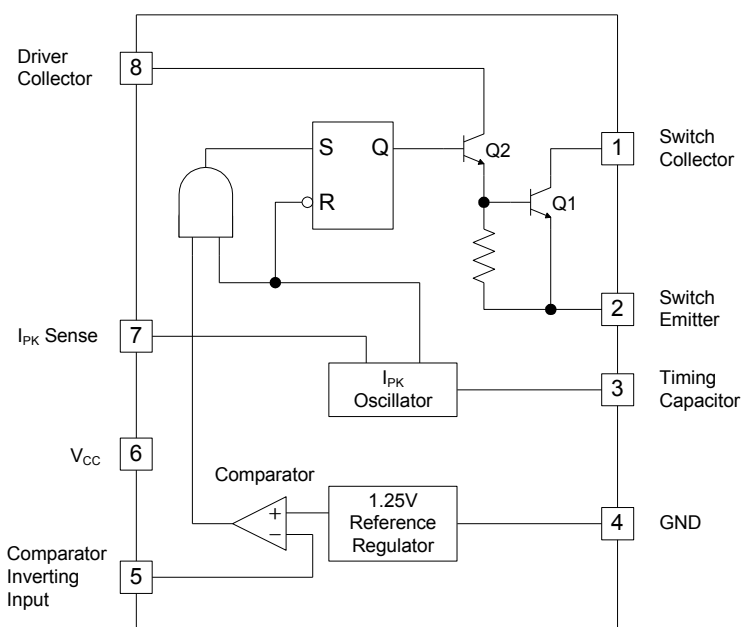 Driver
Collector
8
S
Q
Q2
R
1
Switch
Collector
Q1
2
Switch
Emitter
IPK Sense
7
IPK
Oscillator
3
Timing
Capacitor
VCC
6
Comparator
+
−
1.25V
Reference
Regulator
4
GND
Comparator
Inverting
Input
5